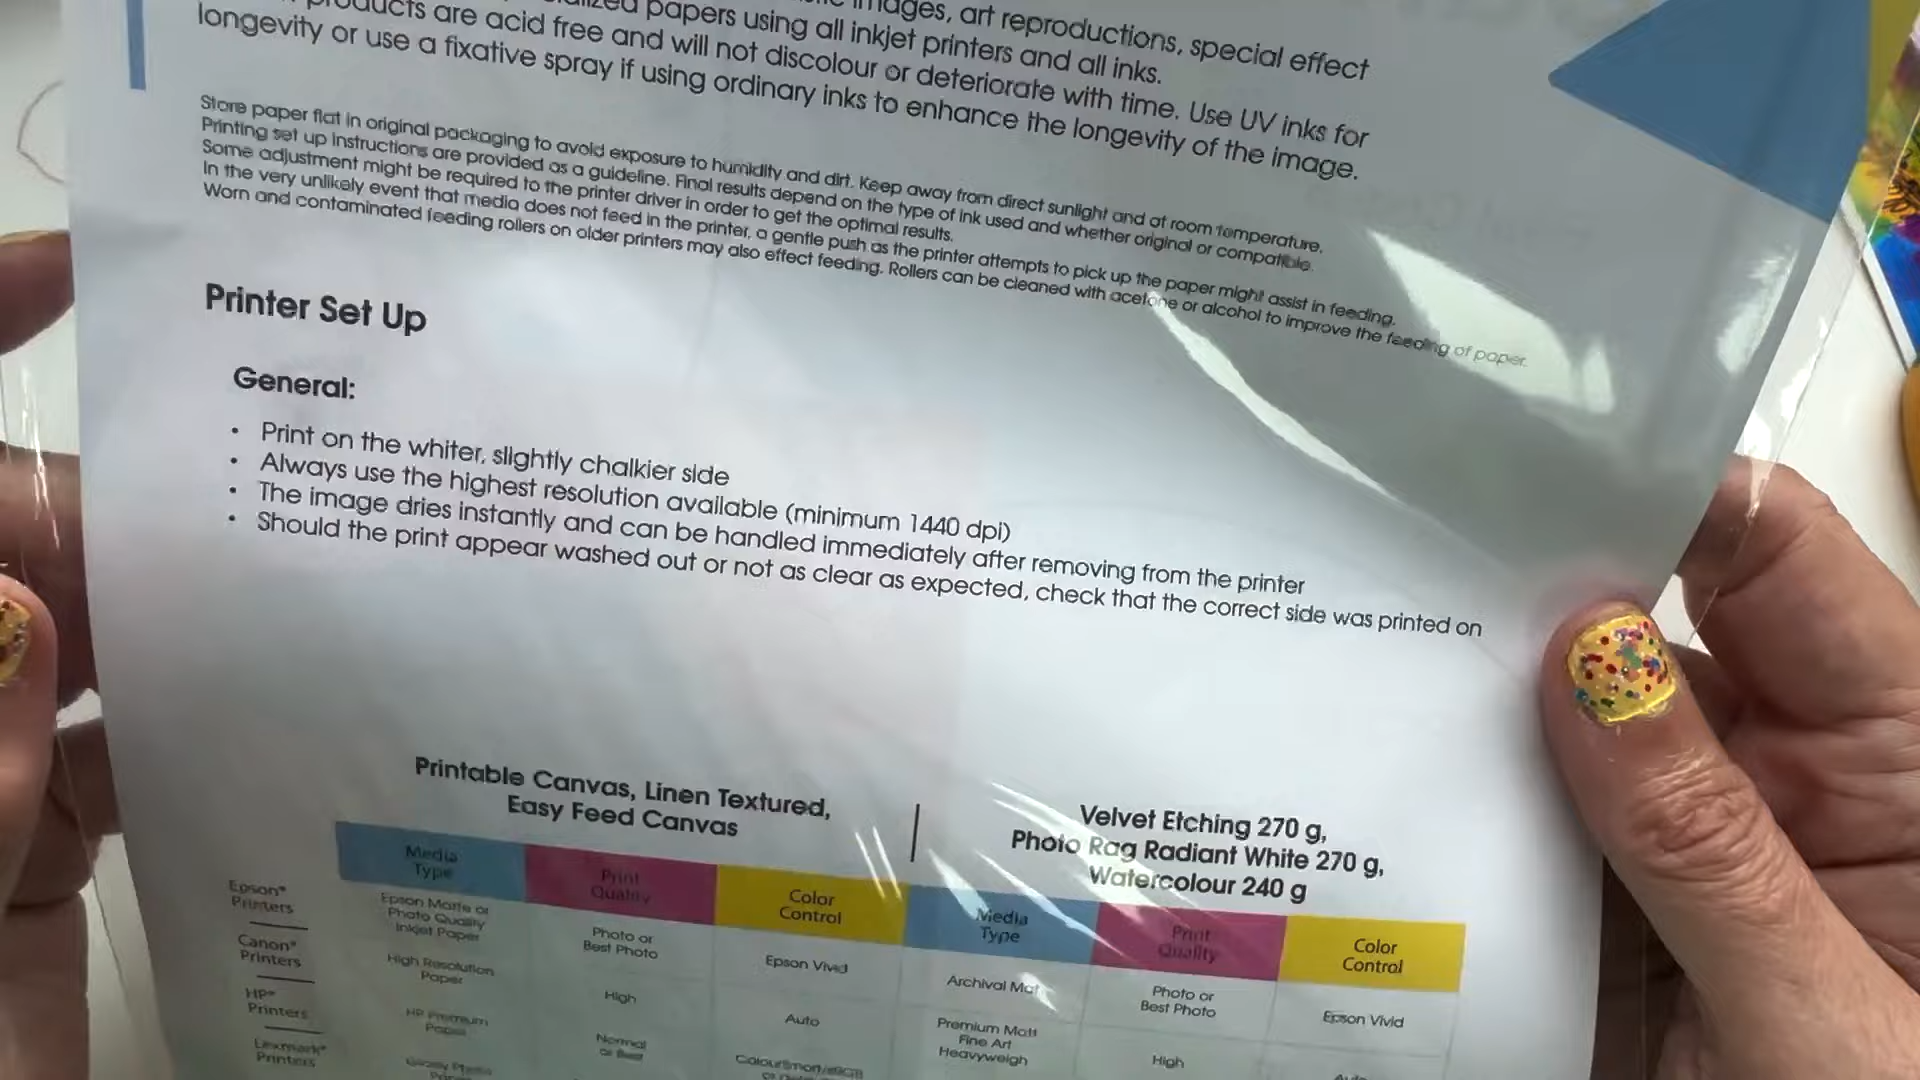 images, art reproductions, special effect
papers using all inkjet printers and all inks.
products are acid free and will not discolour or deteriorate with time. Use UV inks for
longevity or use a fixative spray if using ordinary inks to enhance the longevity of the image.
Store paper flat in original packaging to avoid exposure to humidity and dirt. Keep away from direct sunlight and at room temperature.
Printing set up instructions are provided as a guideline. Final results depend on the type of ink used and whether original or compatible.
Some adjustment might be required to the printer driver in order to get the optimal results.
In the very unlikely event that media does not feed in the printer, a gentle push as the printer attempts to pick up the paper might assist in feeding.
Worn and contaminated feeding rollers on older printers may also effect feeding. Rollers can be cleaned with acetone or alcohol to improve the feeding of paper.
Printer Set Up
General:
• Print on the whiter, slightly chalkier side
• Always use the highest resolution available (minimum 1440 dpi)
• The image dries instantly and can be handled immediately after removing from the printer
• Should the print appear washed out or not as clear as expected, check that the correct side was printed on
Printable Canvas, Linen Textured,
Easy Feed Canvas
Velvet Etching 270 g,
Photo Rag Radiant White 270 g,
Watercolour 240 g
Media Type
Print Quality
Color Control
Media Type
Print Quality
Color Control
Epson® Printers
Epson Matte or Photo Quality Inkjet Paper
Photo or Best Photo
Epson Vivid
Archival Mat
Photo or Best Photo
Epson Vivid
Canon® Printers
High Resolution Paper
High
Auto
Premium Matt Fine Art Heavyweigh
High
HP® Printers
HP Premium Paper
Normal or Best
ColourSmart/sRGB
Lexmark® Printers
Glossy Photo